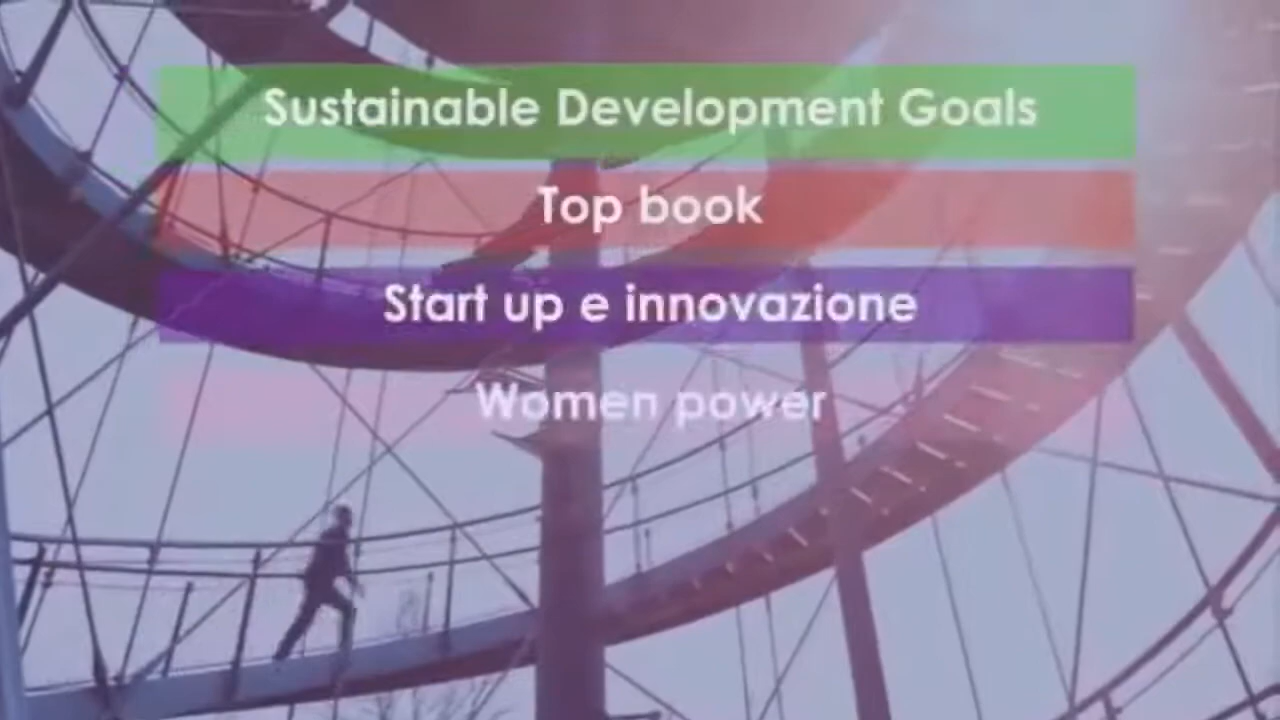 Sustainable Development Goals
Top book
Start up e innovazione
Women power